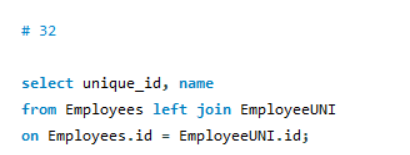 # 32
select unique_id, name
from Employees left join EmployeeUNI
on Employees.id = EmployeeUNI.id;